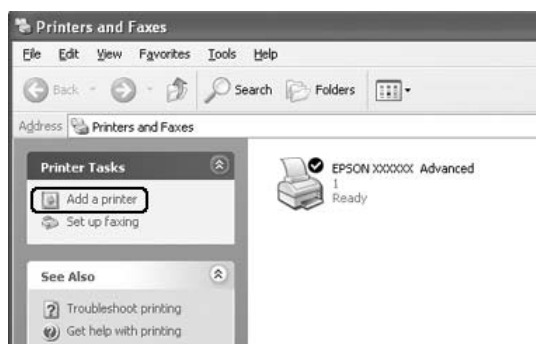 Printers and Faxes
File Edit View Favorites Tools Help
Back Search Folders
Address Printers and Faxes
Printer Tasks
Add a printer
Set up faxing
See Also
Troubleshoot printing
Get help with printing
EPSON XXXXXX Advanced
1
Ready